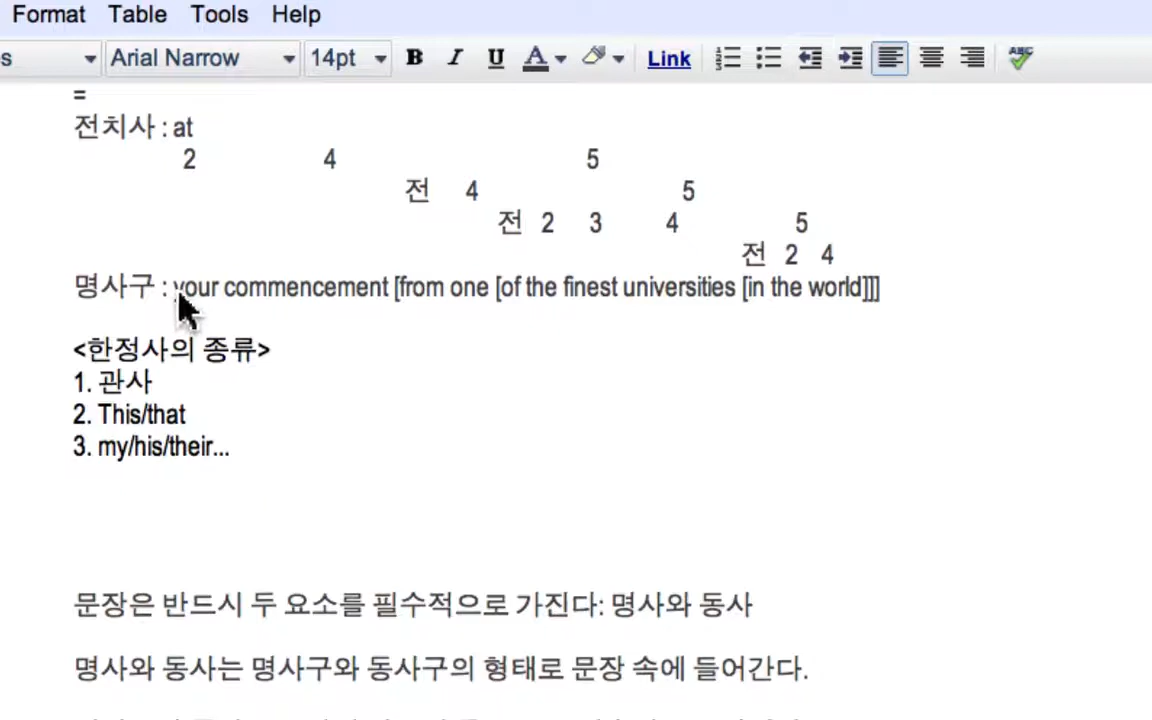 Format Table Tools Help
s Arial Narrow 14pt B I U A Link ABC
=
전치사 : at
2 4 5
전 4 5
전 2 3 4 5
전 2 4
명사구 : your commencement [from one [of the finest universities [in the world]]]
<한정사의 종류>
1. 관사
2. This/that
3. my/his/their...
문장은 반드시 두 요소를 필수적으로 가진다: 명사와 동사
명사와 동사는 명사구와 동사구의 형태로 문장 속에 들어간다.